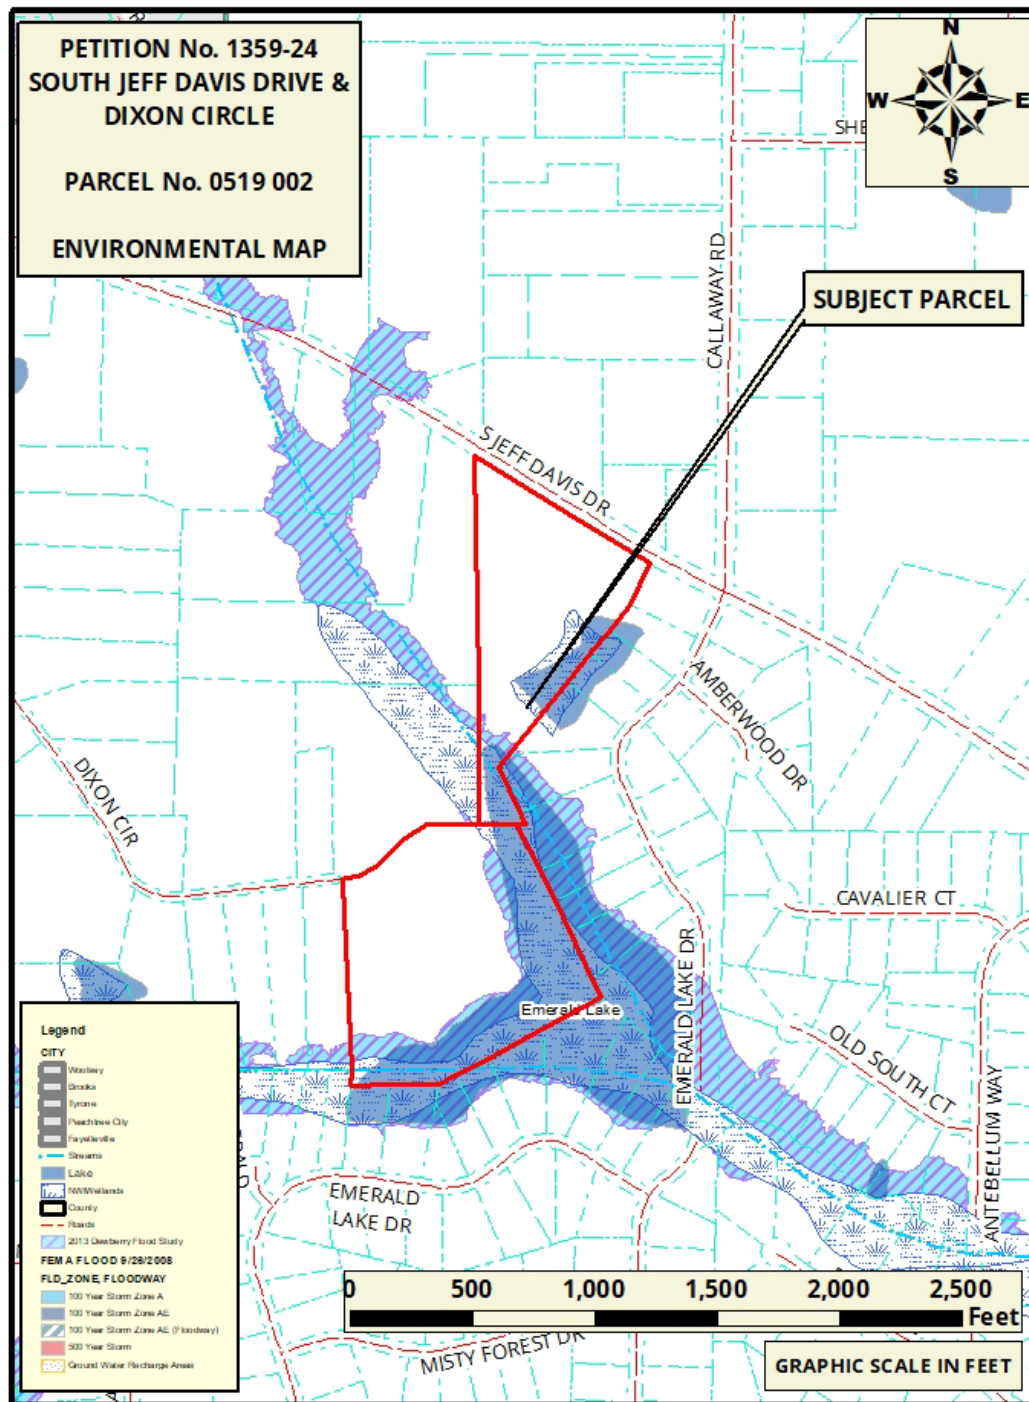 PETITION No. 1359-24
SOUTH JEFF DAVIS DRIVE &
DIXON CIRCLE
PARCEL No. 0519 002
ENVIRONMENTAL MAP
N
W
E
S
SHE
CALLAWAY RD
SUBJECT PARCEL
S JEFF DAVIS DR
AMBERWOOD DR
DIXON CIR
CAVALIER CT
EMERALD LAKE DR
Emerald Lake
OLD SOUTH CT
ANTEBELLUM WAY
EMERALD
LAKE DR
MISTY FOREST DR
Legend
CITY
Woolsey
Brooks
Tyrone
Peachtree City
Fayetteville
Streams
Lake
NWIWetlands
County
Roads
2013 Dewberry Flood Study
FEMA FLOOD 9/26/2008
FLD_ZONE, FLOODWAY
100 Year Storm Zone A
100 Year Storm Zone AE
100 Year Storm Zone AE (Floodway)
500 Year Storm
Ground Water Recharge Areas
0 500 1,000 1,500 2,000 2,500
Feet
GRAPHIC SCALE IN FEET